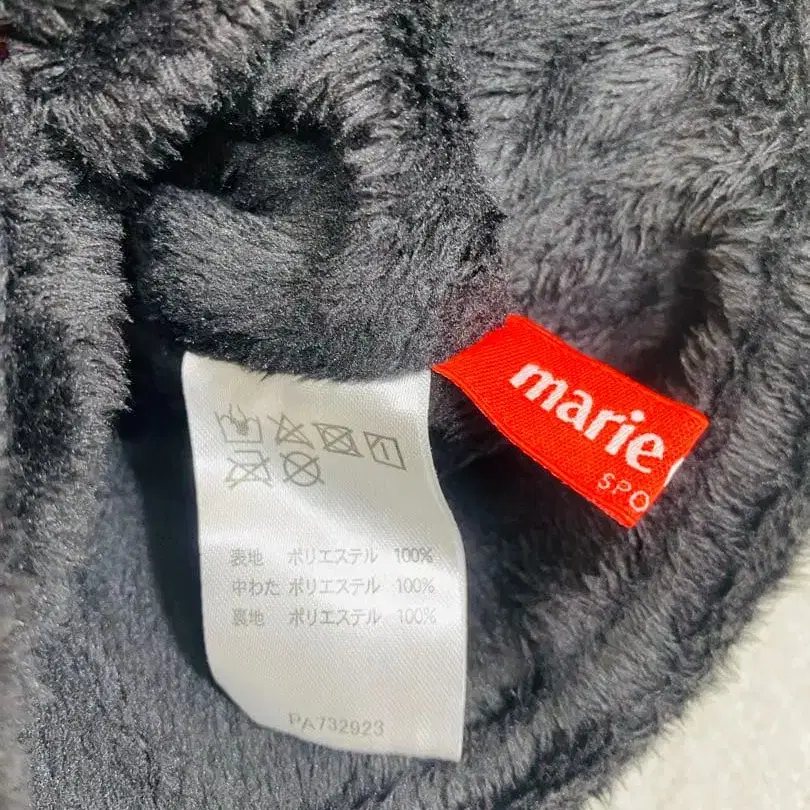 marie
SPO
表地 ポリエステル 100%
中わた ポリエステル 100%
裏地 ポリエステル 100%
PA732923